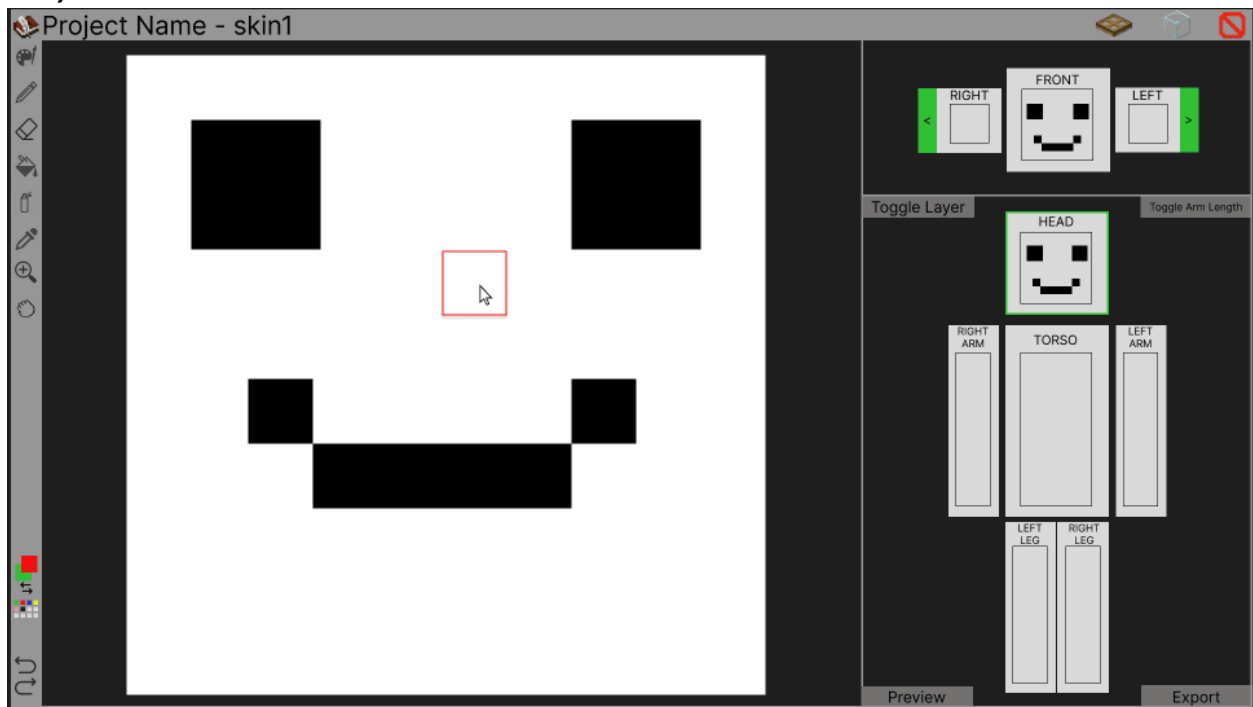 Project Name - skin1
RIGHT
FRONT
LEFT
<
>
Toggle Layer
Toggle Arm Length
HEAD
RIGHT
ARM
TORSO
LEFT
ARM
LEFT
LEG
RIGHT
LEG
Preview
Export